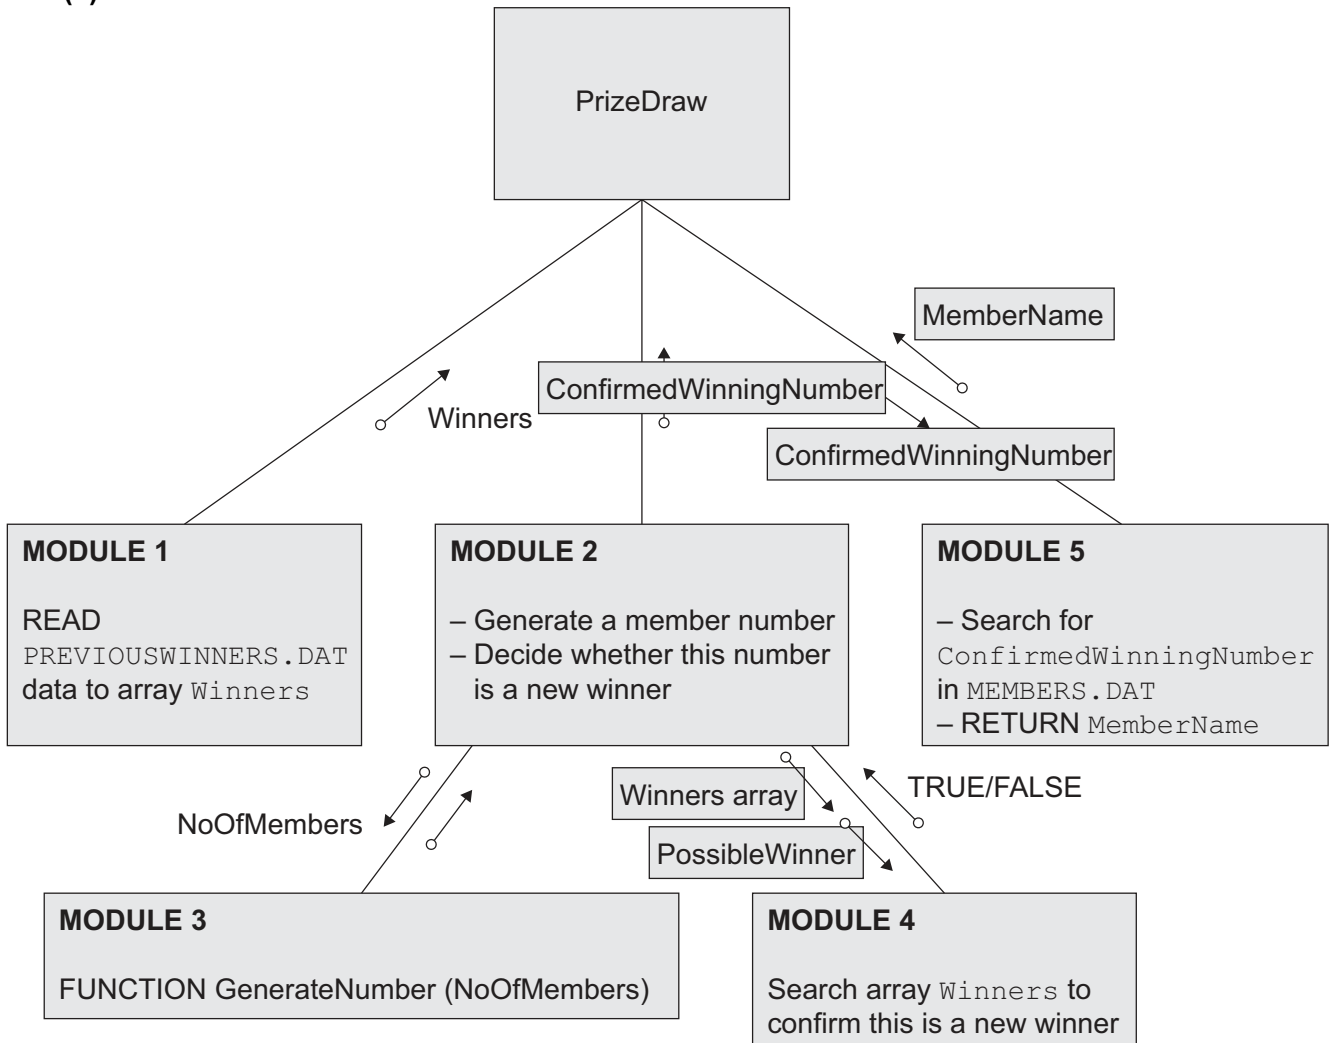 PrizeDraw
MemberName
ConfirmedWinningNumber
Winners
ConfirmedWinningNumber
MODULE 1
READ
PREVIOUSWINNERS.DAT
data to array Winners
MODULE 2
– Generate a member number
– Decide whether this number
is a new winner
MODULE 5
– Search for
ConfirmedWinningNumber
in MEMBERS.DAT
– RETURN MemberName
NoOfMembers
Winners array
TRUE/FALSE
PossibleWinner
MODULE 3
FUNCTION GenerateNumber (NoOfMembers)
MODULE 4
Search array Winners to
confirm this is a new winner